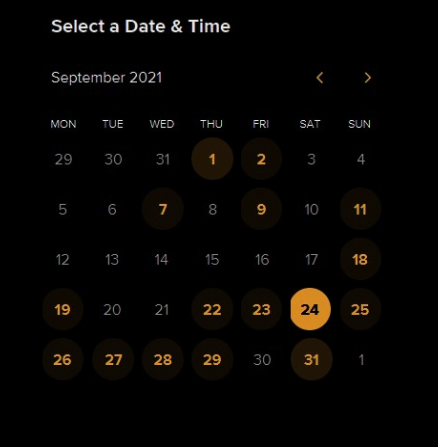 Select a Date & Time
September 2021
MON TUE WED THU FRI SAT SUN
29 30 31 1 2 3 4
5 6 7 8 9 10 11
12 13 14 15 16 17 18
19 20 21 22 23 24 25
26 27 28 29 30 31 1